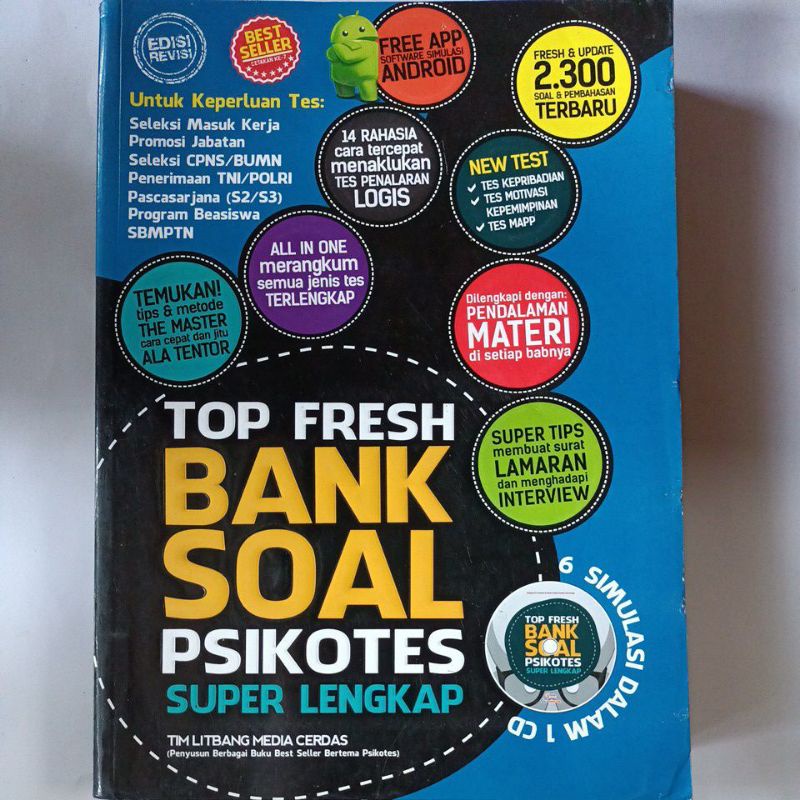 EDISI
REVISI
BEST
SELLER
CETAKAN KE-7
FREE APP
SOFTWARE SIMULASI
ANDROID
FRESH & UPDATE
2.300
SOAL & PEMBAHASAN
TERBARU
Untuk Keperluan Tes:
Seleksi Masuk Kerja
Promosi Jabatan
Seleksi CPNS/BUMN
Penerimaan TNI/POLRI
Pascasarjana (S2/S3)
Program Beasiswa
SBMPTN
14 RAHASIA
cara tercepat
menaklukan
TES PENALARAN
LOGIS
NEW TEST
TES KEPRIBADIAN
TES MOTIVASI
KEPEMIMPINAN
TES MAPP
ALL IN ONE
merangkum
semua jenis tes
TERLENGKAP
TEMUKAN!
tips & metode
THE MASTER
cara cepat dan jitu
ALA TENTOR
Dilengkapi dengan:
PENDALAMAN
MATERI
di setiap babnya
SUPER TIPS
membuat surat
LAMARAN
dan menghadapi
INTERVIEW
TOP FRESH
BANK
SOAL
PSIKOTES
SUPER LENGKAP
6 SIMULASI DALAM 1 CD
TOP FRESH
BANK
SOAL
PSIKOTES
SUPER LENGKAP
TIM LITBANG MEDIA CERDAS
(Penyusun Berbagai Buku Best Seller Bertema Psikotes)